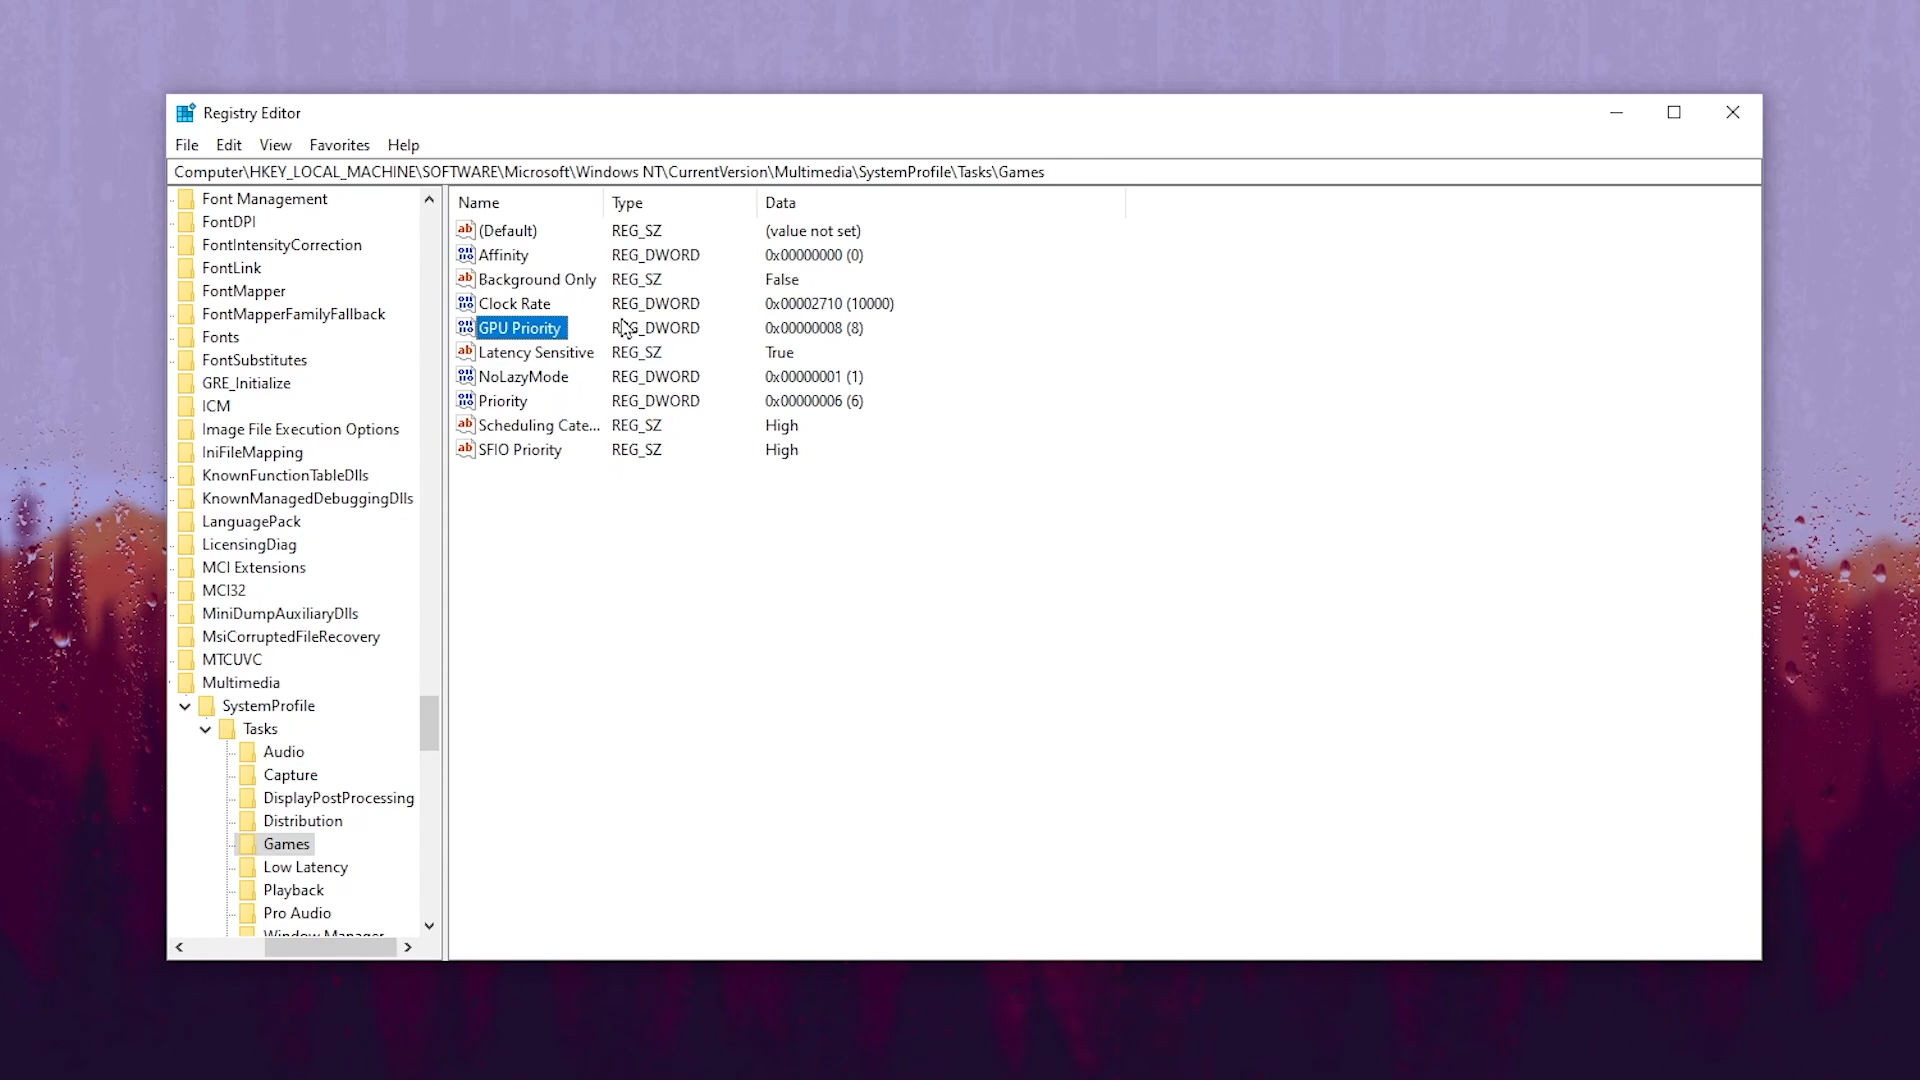 Registry Editor
File Edit View Favorites Help
Computer\HKEY_LOCAL_MACHINE\SOFTWARE\Microsoft\Windows NT\CurrentVersion\Multimedia\SystemProfile\Tasks\Games
Font Management
FontDPI
FontIntensityCorrection
FontLink
FontMapper
FontMapperFamilyFallback
Fonts
FontSubstitutes
GRE_Initialize
ICM
Image File Execution Options
IniFileMapping
KnownFunctionTableDlls
KnownManagedDebuggingDlls
LanguagePack
LicensingDiag
MCI Extensions
MCI32
MiniDumpAuxiliaryDlls
MsiCorruptedFileRecovery
MTCUVC
Multimedia
SystemProfile
Tasks
Audio
Capture
DisplayPostProcessing
Distribution
Games
Low Latency
Playback
Pro Audio
Window Manager
Name Type Data
(Default) REG_SZ (value not set)
Affinity REG_DWORD 0x00000000 (0)
Background Only REG_SZ False
Clock Rate REG_DWORD 0x00002710 (10000)
GPU Priority REG_DWORD 0x00000008 (8)
Latency Sensitive REG_SZ True
NoLazyMode REG_DWORD 0x00000001 (1)
Priority REG_DWORD 0x00000006 (6)
Scheduling Cate... REG_SZ High
SFIO Priority REG_SZ High